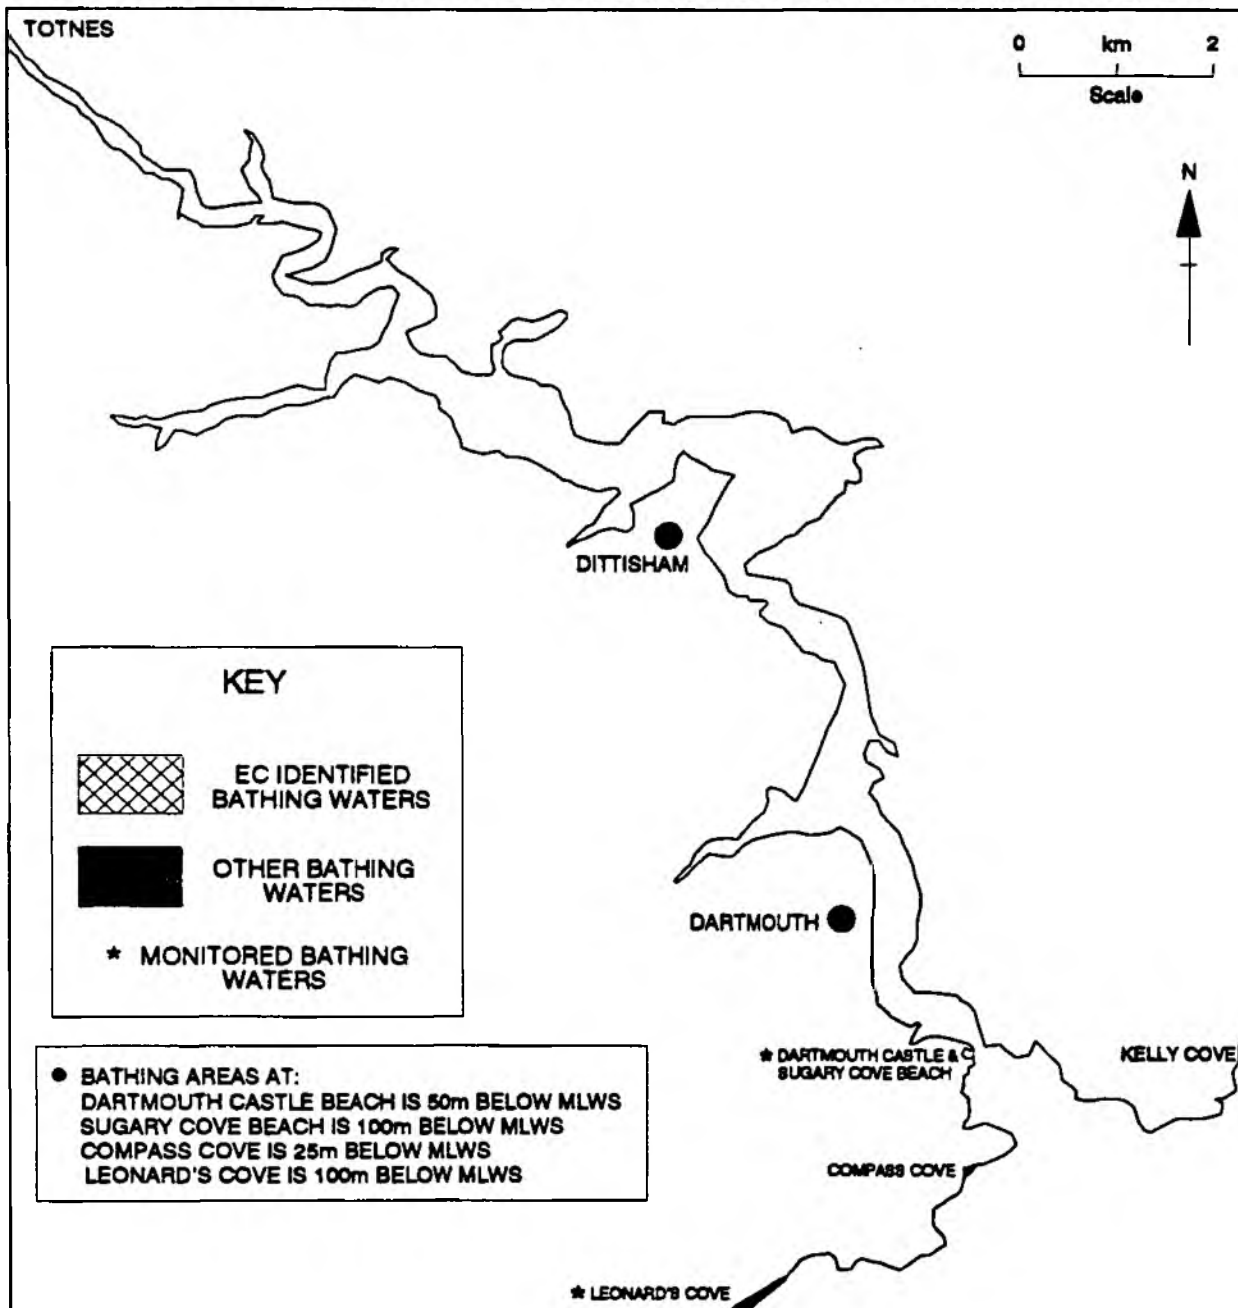 TOTNES
0 km 2
Scale
N
DITTISHAM
KEY
EC IDENTIFIED
BATHING WATERS
OTHER BATHING
WATERS
* MONITORED BATHING
WATERS
DARTMOUTH
* DARTMOUTH CASTLE &
SUGARY COVE BEACH
KELLY COVE
● BATHING AREAS AT:
DARTMOUTH CASTLE BEACH IS 50m BELOW MLWS
SUGARY COVE BEACH IS 100m BELOW MLWS
COMPASS COVE IS 25m BELOW MLWS
LEONARD'S COVE IS 100m BELOW MLWS
COMPASS COVE
* LEONARD'S COVE